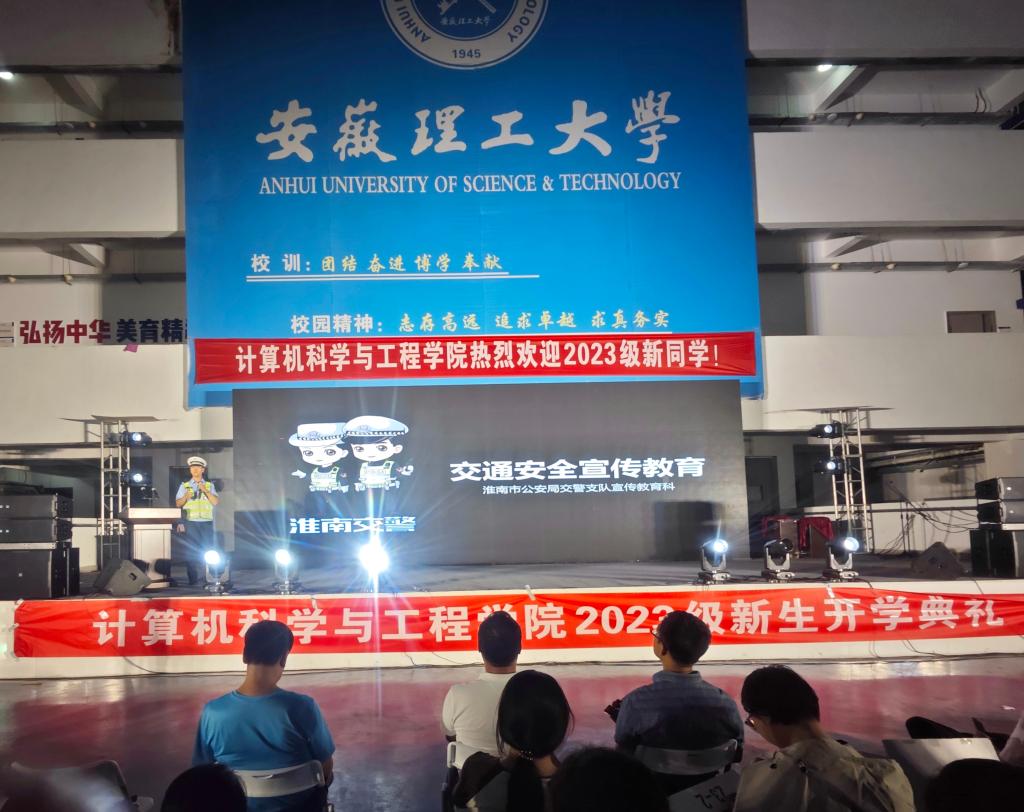 安徽理工大学
1945
安徽理工大學
ANHUI UNIVERSITY OF SCIENCE & TECHNOLOGY
校 训：团结 奋进 博学 奉献
校园精神：志存高远 追求卓越 求真务实
弘扬中华 美育精
计算机科学与工程学院热烈欢迎2023级新同学！
交通安全宣传教育
淮南市公安局交警支队宣传教育科
淮南交警
计算机科学与工程学院2023级新生开学典礼